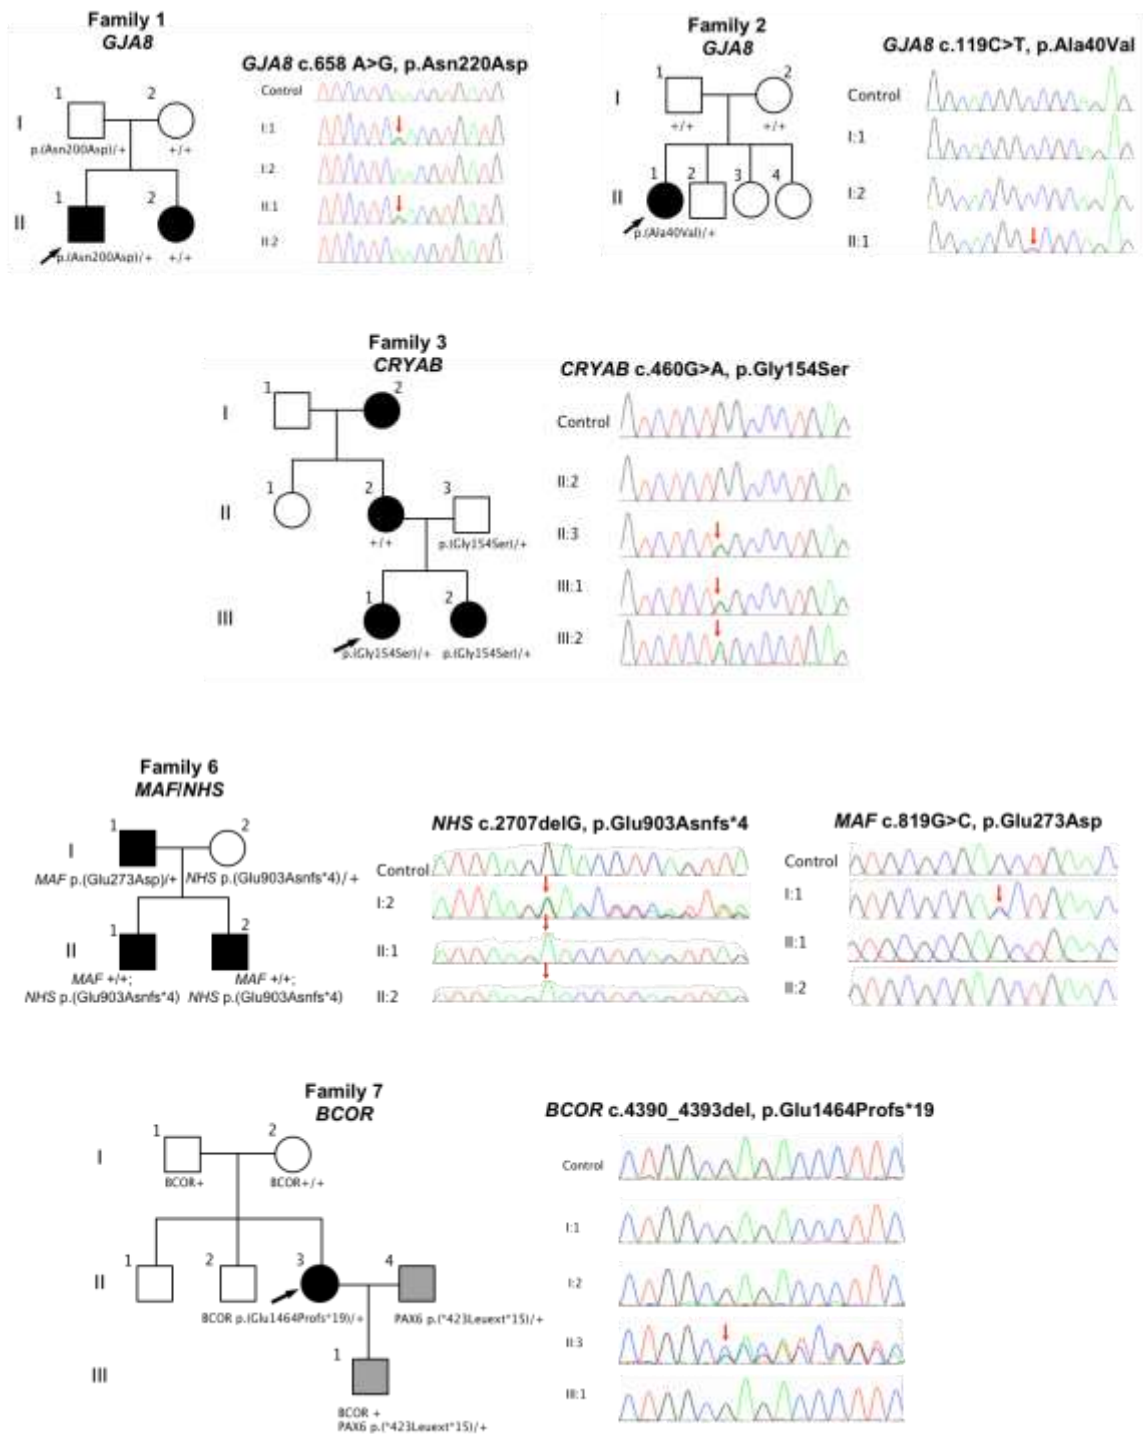 Family 1
GJA8
GJA8 c.658 A>G, p.Asn220Asp
I
1
2
p.(Asn200Asp)/+
+/+
II
1
2
p.(Asn200Asp)/+
+/+
Control
I:1
I:2
II:1
II:2
Family 2
GJA8
GJA8 c.119C>T, p.Ala40Val
I
1
2
+/+
+/+
II
1
2
3
4
p.(Ala40Val)/+
Control
I:1
I:2
II:1
Family 3
CRYAB
CRYAB c.460G>A, p.Gly154Ser
I
1
2
II
1
2
3
+/+
p.(Gly154Ser)/+
III
1
2
p.(Gly154Ser)/+
p.(Gly154Ser)/+
Control
II:2
II:3
III:1
III:2
Family 6
MAF/NHS
I
1
2
MAF p.(Glu273Asp)/+
NHS p.(Glu903Asnfs*4)/+
II
1
2
MAF +/+;
NHS p.(Glu903Asnfs*4)
MAF +/+;
NHS p.(Glu903Asnfs*4)
NHS c.2707delG, p.Glu903Asnfs*4
Control
I:2
II:1
II:2
MAF c.819G>C, p.Glu273Asp
Control
I:1
II:1
II:2
Family 7
BCOR
I
1
2
BCOR+
BCOR+/+
II
1
2
3
4
BCOR p.(Glu1464Profs*19)/+
PAX6 p.(*423Leuext*15)/+
III
1
BCOR +
PAX6 p.(*423Leuext*15)/+
BCOR c.4390_4393del, p.Glu1464Profs*19
Control
I:1
I:2
II:3
III:1